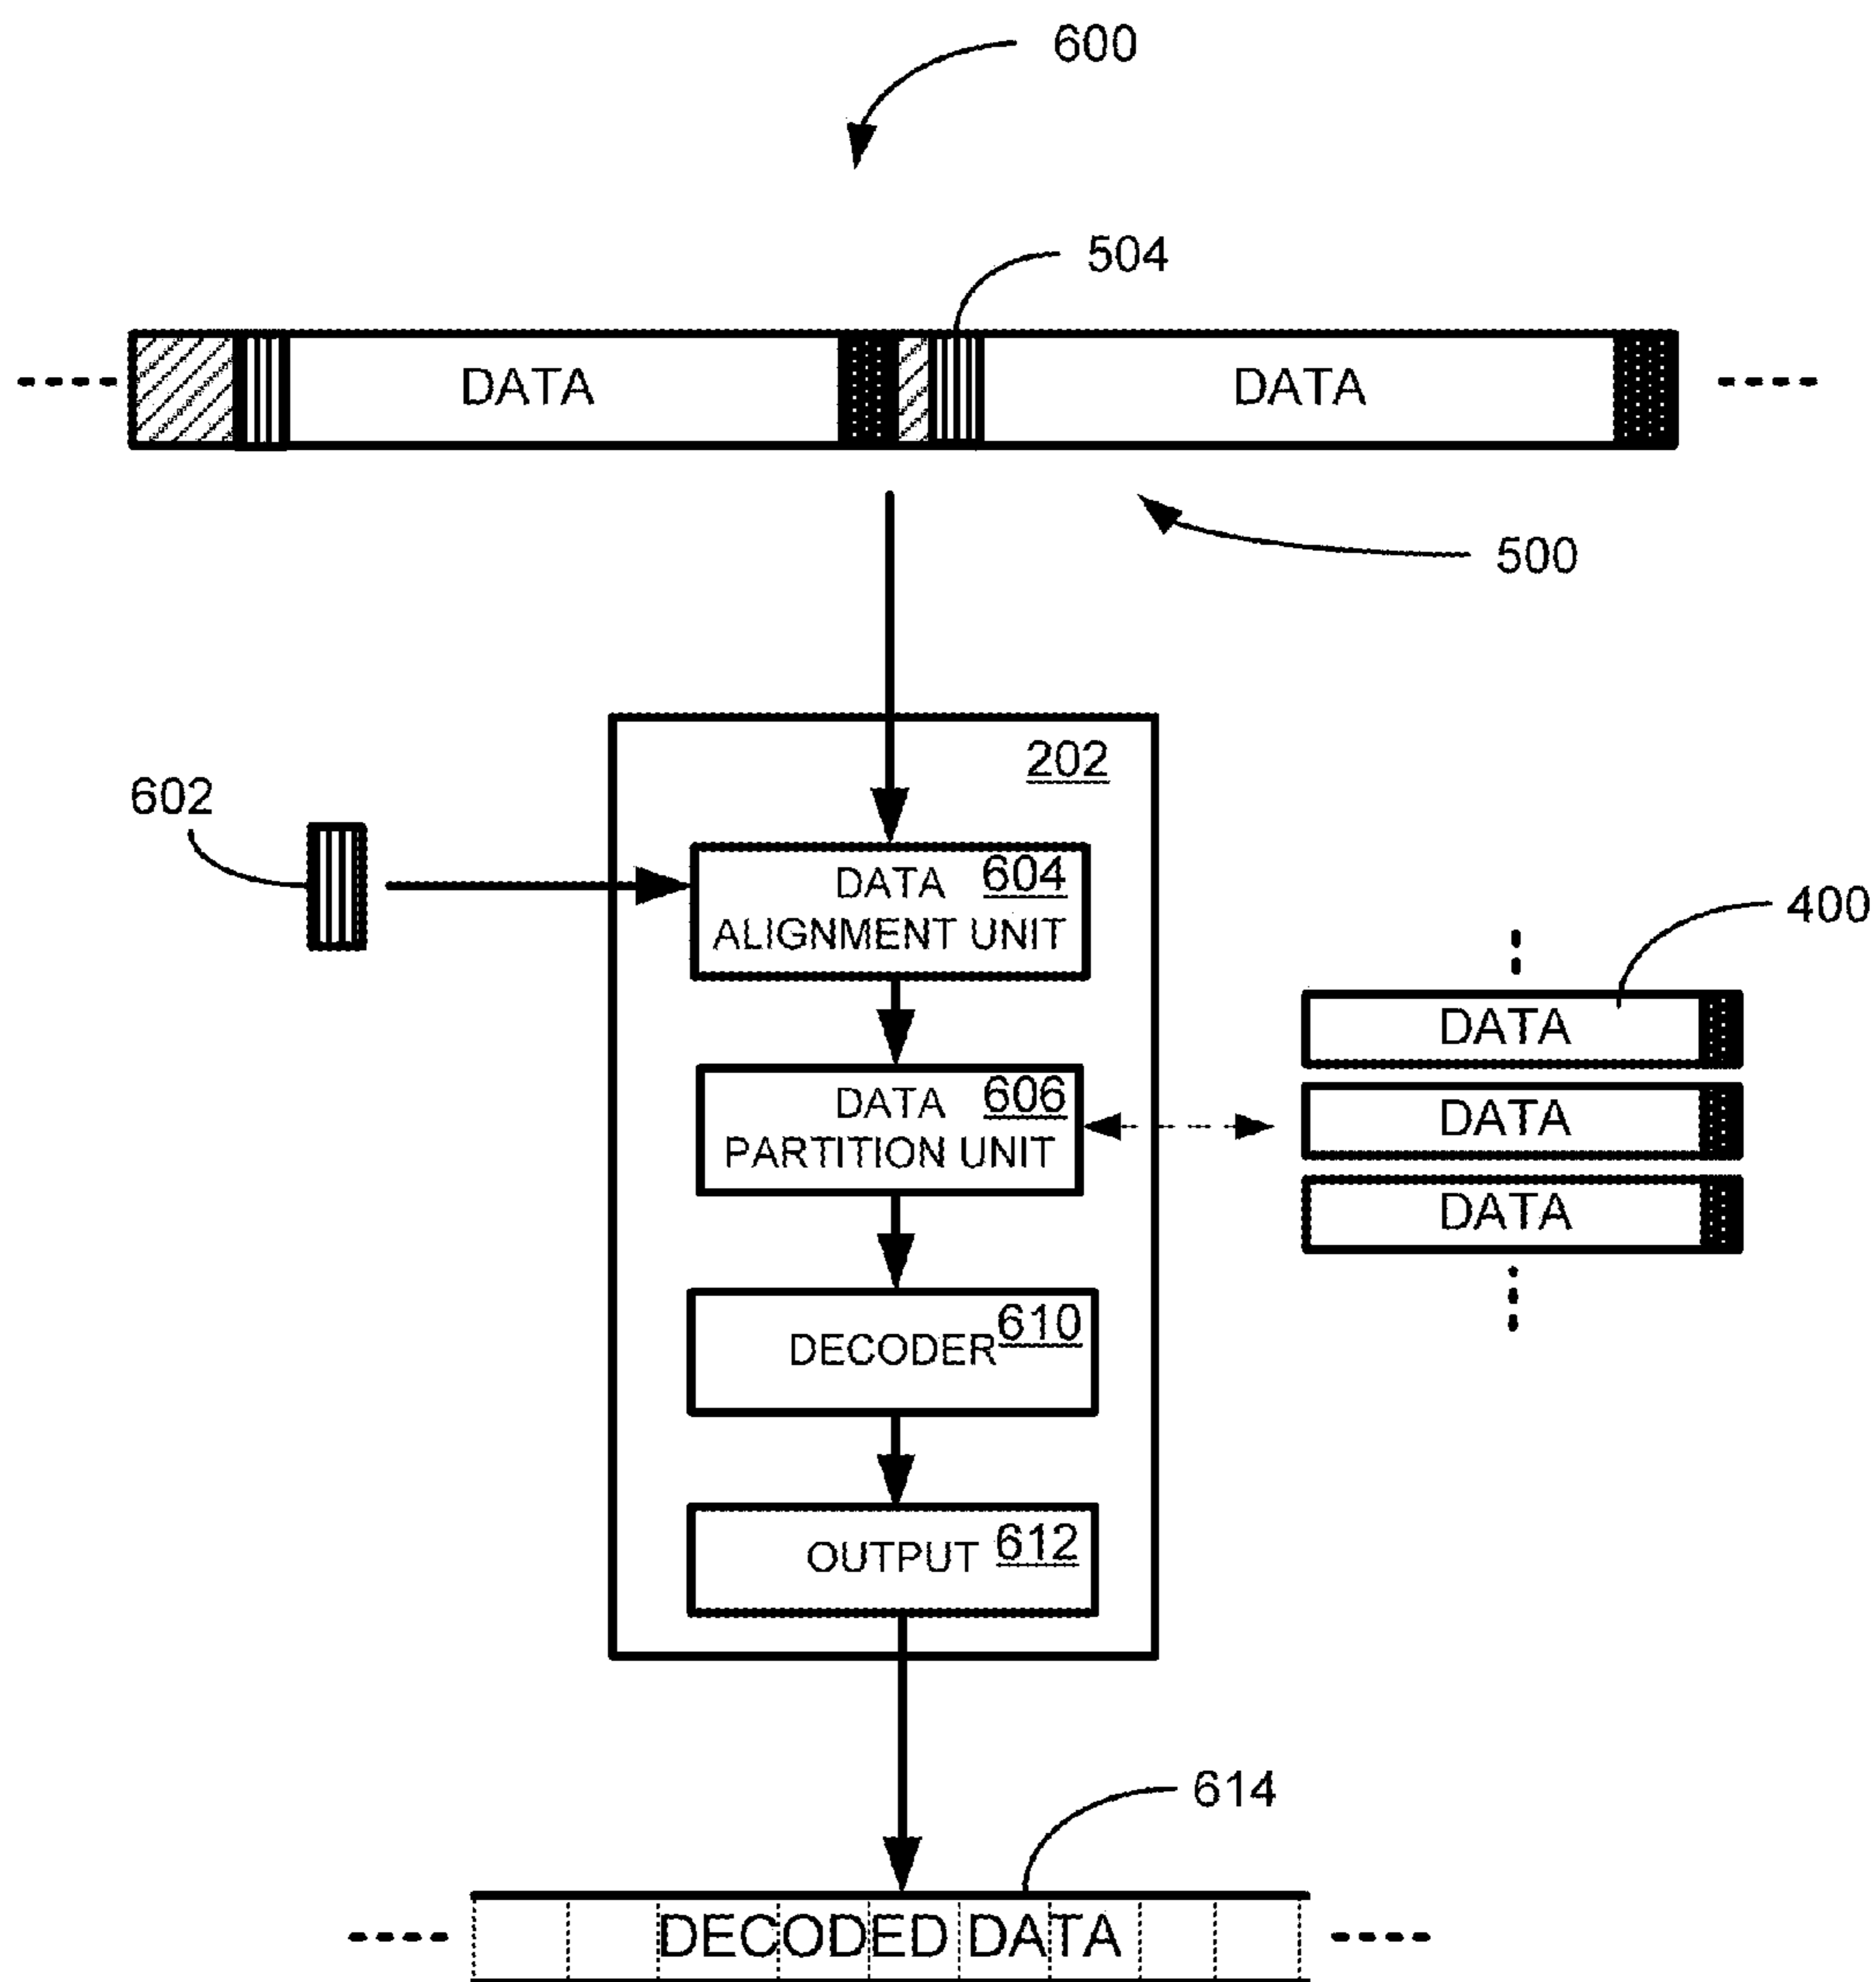 600
504
DATA
DATA
500
202
602
DATA 604
ALIGNMENT UNIT
400
DATA
DATA 606
PARTITION UNIT
DATA
DATA
DECODER 610
OUTPUT 612
614
DECODED DATA